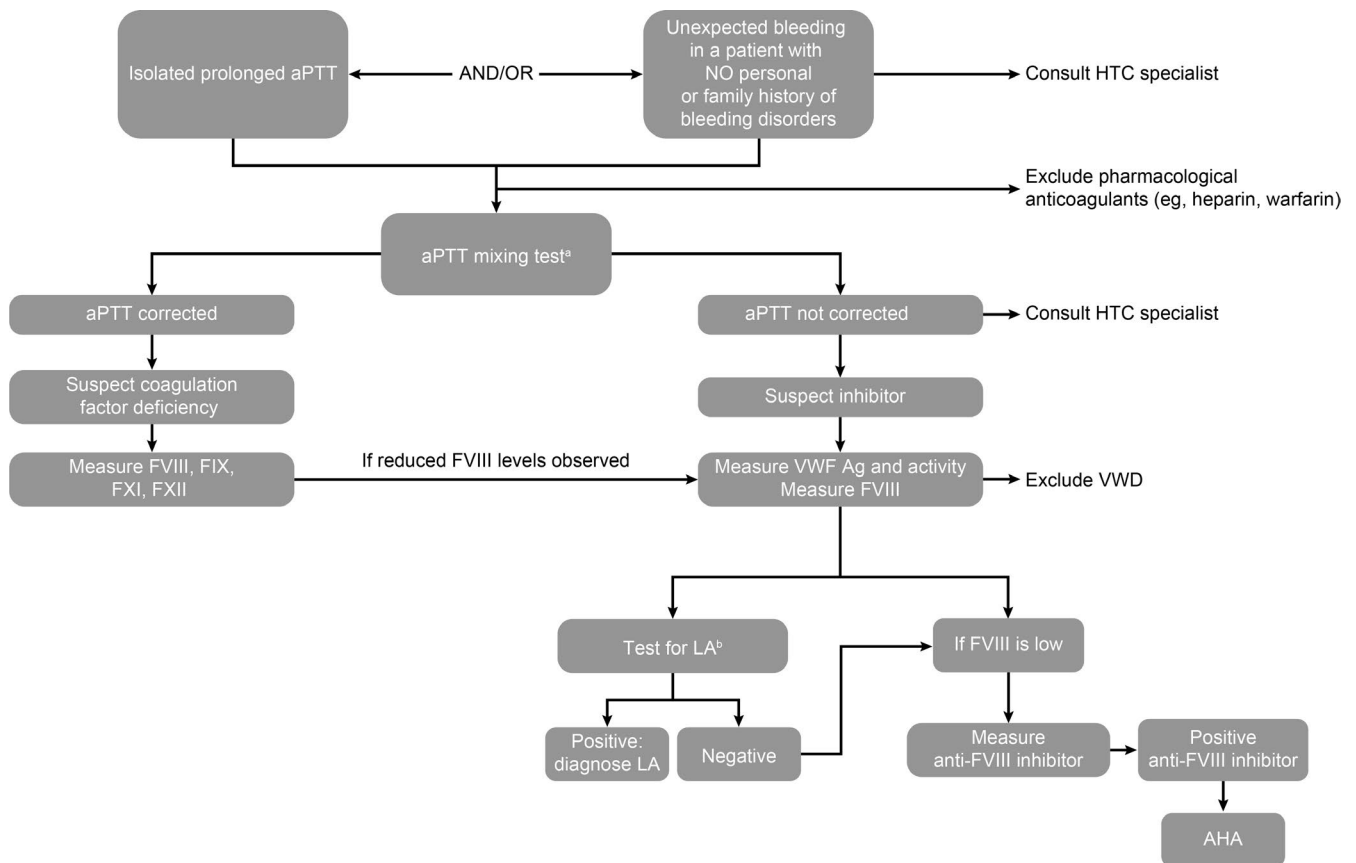 Isolated prolonged aPTT
AND/OR
Unexpected bleeding
in a patient with
NO personal
or family history of
bleeding disorders
Consult HTC specialist
Exclude pharmacological
anticoagulants (eg, heparin, warfarin)
aPTT mixing testᵃ
aPTT corrected
aPTT not corrected
Consult HTC specialist
Suspect coagulation
factor deficiency
Suspect inhibitor
Measure FVIII, FIX,
FXI, FXII
If reduced FVIII levels observed
Measure VWF Ag and activity
Measure FVIII
Exclude VWD
Test for LAᵇ
If FVIII is low
Positive:
diagnose LA
Negative
Measure
anti-FVIII inhibitor
Positive
anti-FVIII inhibitor
AHA